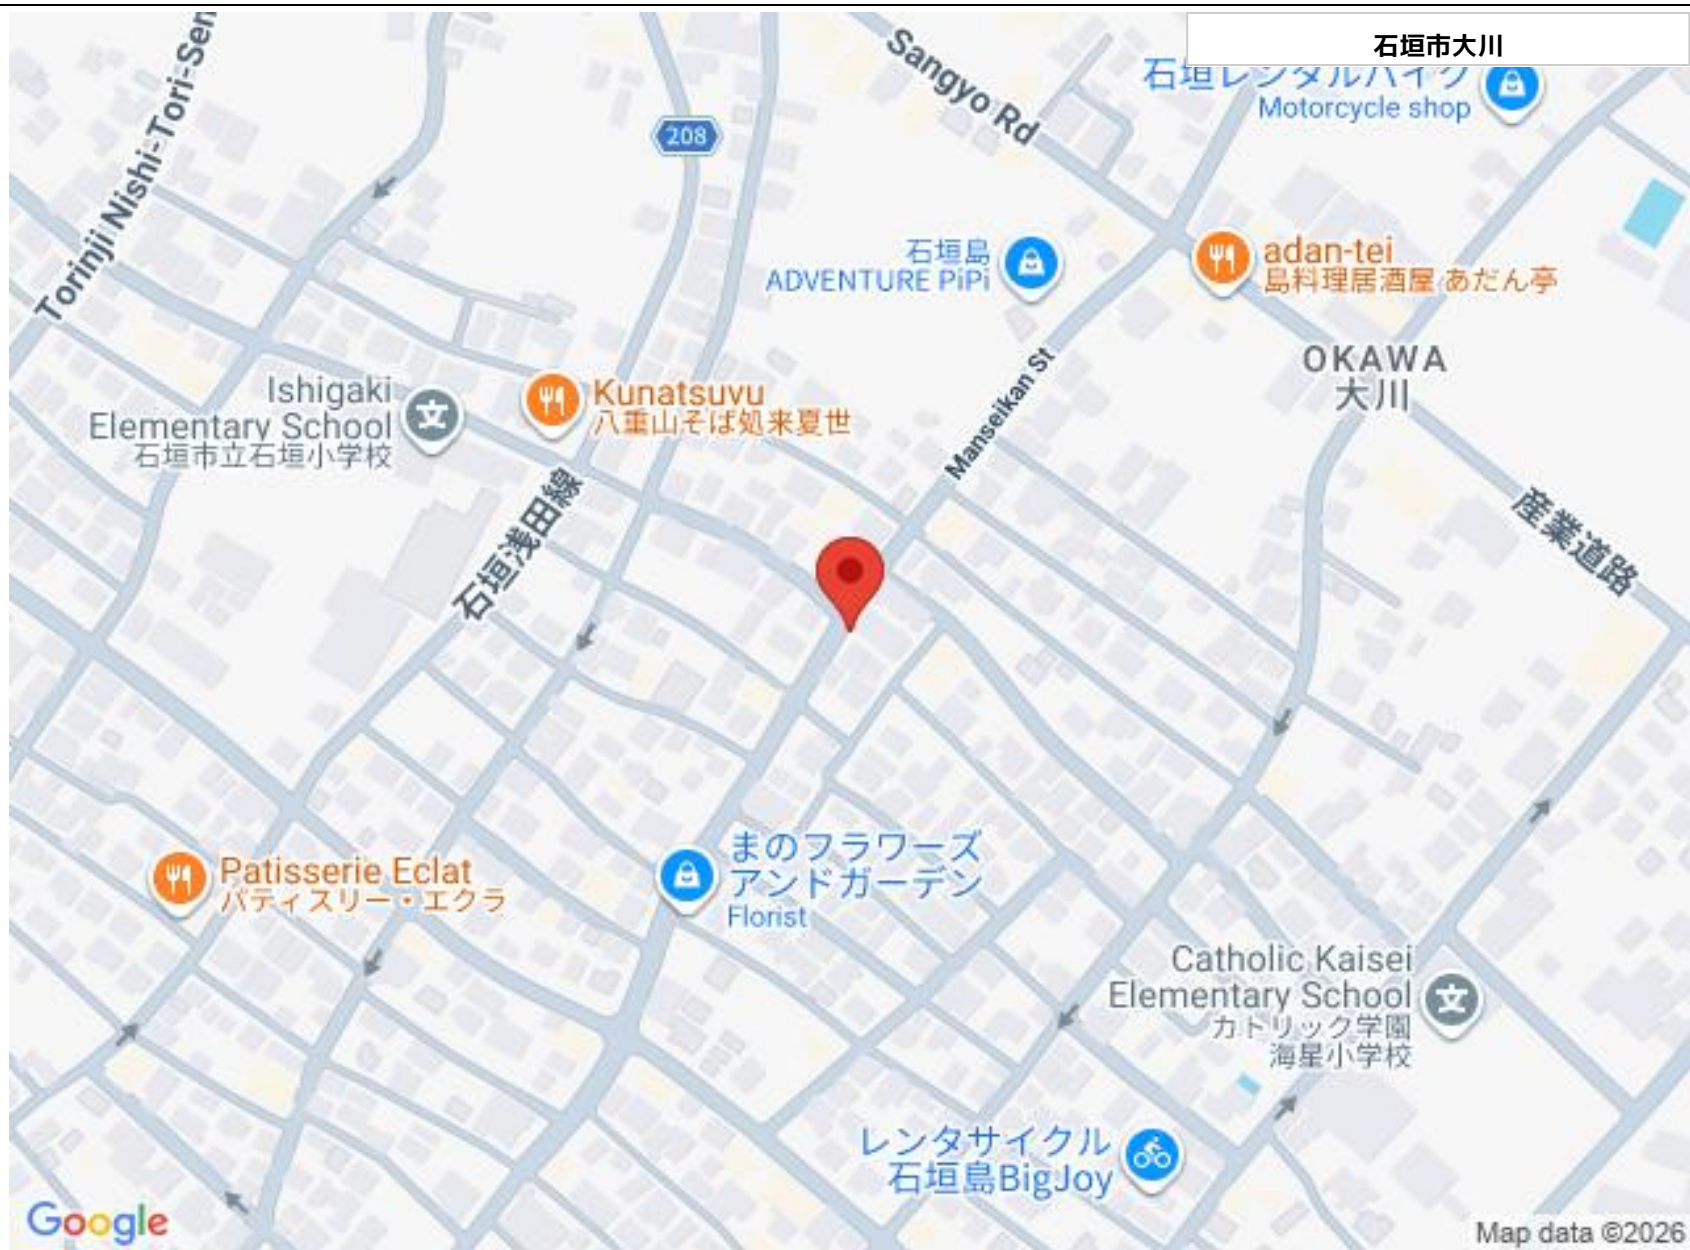 石垣市大川
Torinji Nishi-Tori-Sen
208
Sangyo Rd
石垣レンタルバイク
Motorcycle shop
石垣島
ADVENTURE PiPi
adan-tei
島料理居酒屋 あだん亭
OKAWA
大川
Ishigaki
Elementary School
石垣市立石垣小学校
Kunatsuvu
八重山そば処来夏世
Manseikan St
石垣浅田線
産業道路
まのフラワーズ
アンドガーデン
Florist
Patisserie Eclat
パティスリー・エクラ
Catholic Kaisei
Elementary School
カトリック学園
海星小学校
レンタサイクル
石垣島BigJoy
Google
Map data ©2026